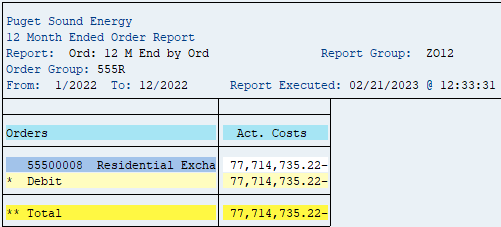 Puget Sound Energy
12 Month Ended Order Report
Report: Ord: 12 M End by Ord Report Group: ZO12
Order Group: 555R
From: 1/2022 To: 12/2022 Report Executed: 02/21/2023 @ 12:33:31
Orders Act. Costs
55500008 Residential Excha 77,714,735.22-
* Debit 77,714,735.22-
** Total 77,714,735.22-